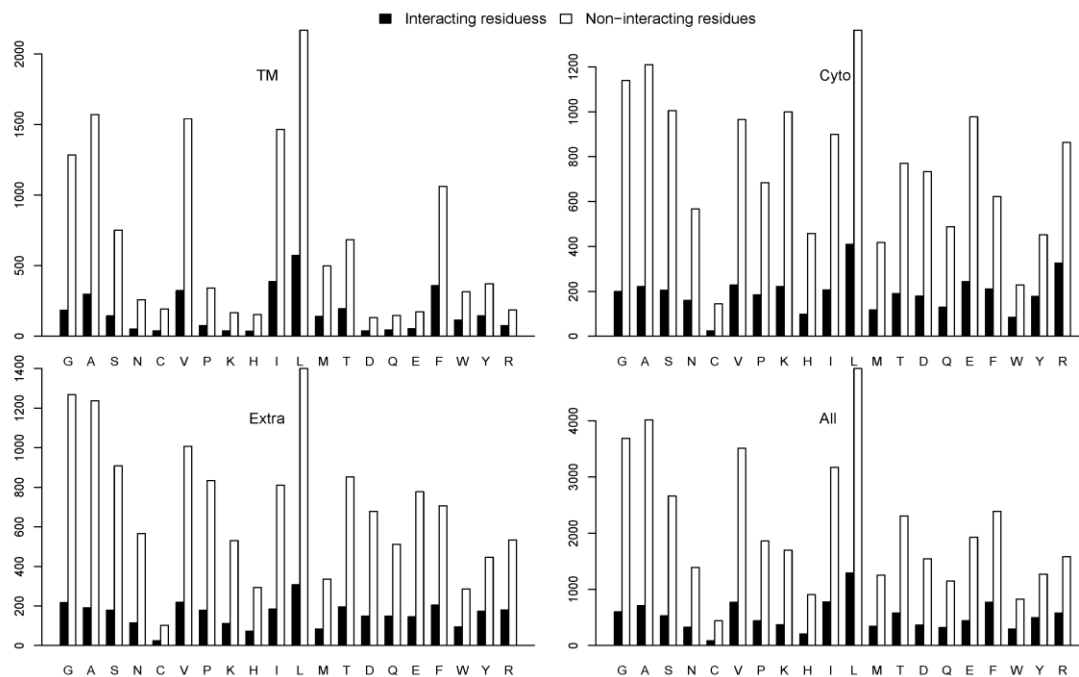 Interacting residuess Non−interacting residues
TM
2000
1500
1000
500
0
G A S N C V P K H I L M T D Q E F W Y R
Cyto
1200
1000
800
600
400
200
0
G A S N C V P K H I L M T D Q E F W Y R
Extra
1400
1200
1000
800
600
400
200
0
G A S N C V P K H I L M T D Q E F W Y R
All
4000
3000
2000
1000
0
G A S N C V P K H I L M T D Q E F W Y R